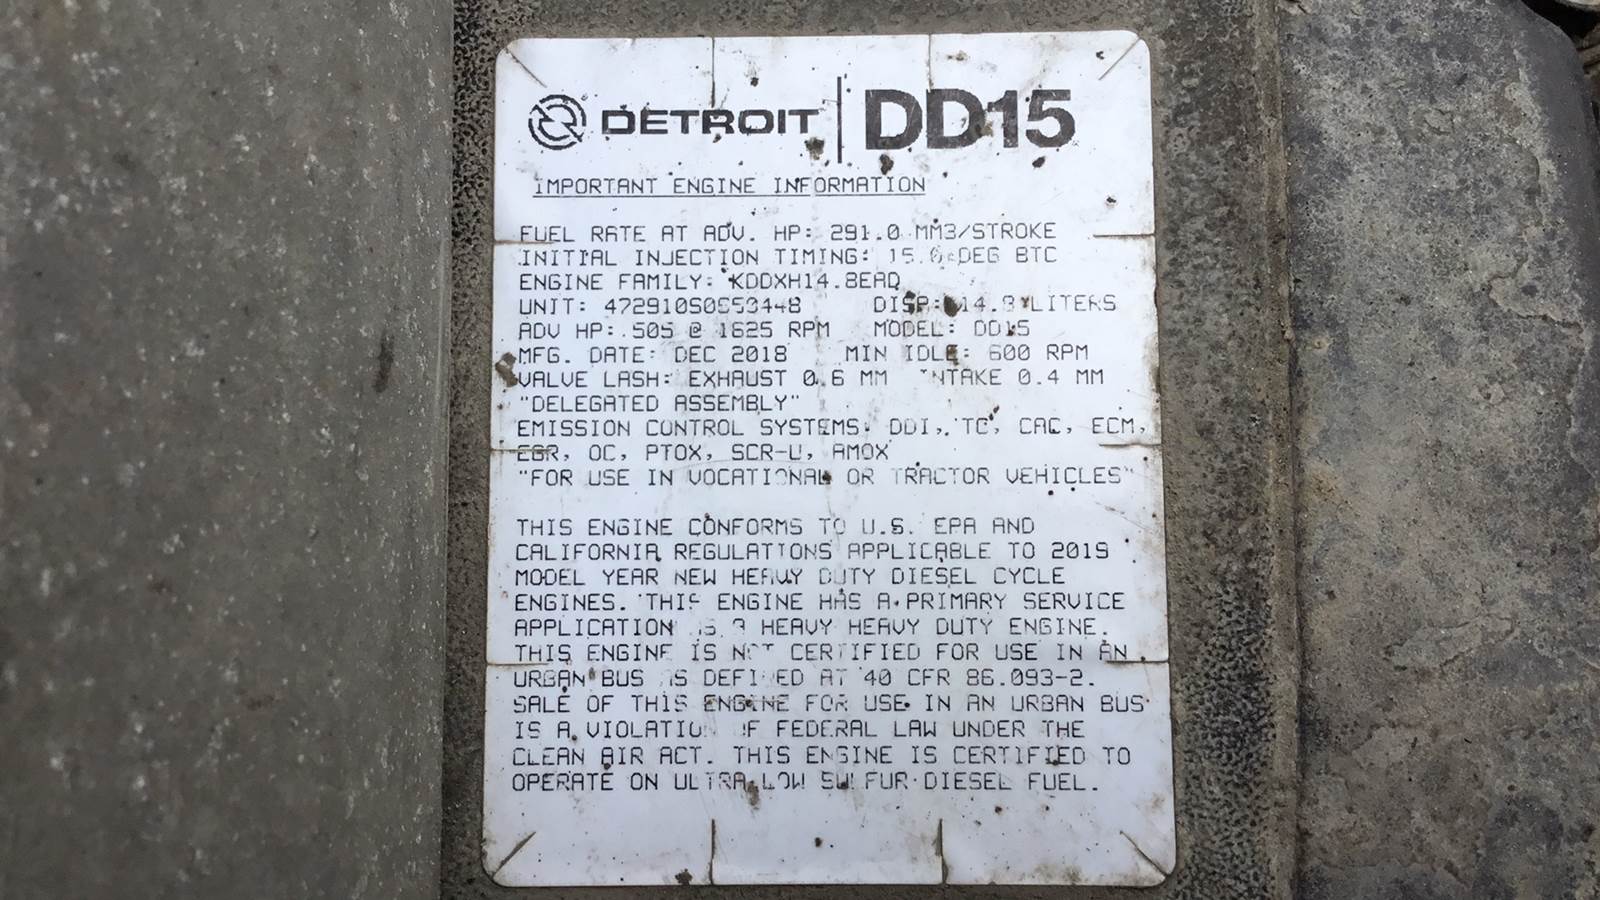 DETROIT DD15
IMPORTANT ENGINE INFORMATION
FUEL RATE AT ADV. HP: 291.0 MM3/STROKE
INITIAL INJECTION TIMING: 15.0 DEG BTC
ENGINE FAMILY: KDDXH14.8EAD
UNIT: DISP: 14.8 LITERS
ADV HP: 505 @ 1625 RPM MODEL: DD15
MFG. DATE: DEC 2018 MIN IDLE: 600 RPM
VALVE LASH: EXHAUST 0.6 MM INTAKE 0.4 MM
"DELEGATED ASSEMBLY"
EMISSION CONTROL SYSTEMS: DDI, TC, CAC, ECM,
EGR, OC, PTOX, SCR-U, AMOX
"FOR USE IN VOCATIONAL OR TRACTOR VEHICLES"
THIS ENGINE CONFORMS TO U.S. EPA AND
CALIFORNIA REGULATIONS APPLICABLE TO 2019
MODEL YEAR NEW HEAVY DUTY DIESEL CYCLE
ENGINES. THIS ENGINE HAS A PRIMARY SERVICE
APPLICATION AS A HEAVY HEAVY DUTY ENGINE.
THIS ENGINE IS NOT CERTIFIED FOR USE IN AN
URBAN BUS AS DEFINED AT 40 CFR 86.093-2.
SALE OF THIS ENGINE FOR USE IN AN URBAN BUS
IS A VIOLATION OF FEDERAL LAW UNDER THE
CLEAN AIR ACT. THIS ENGINE IS CERTIFIED TO
OPERATE ON ULTRA LOW SULFUR DIESEL FUEL.